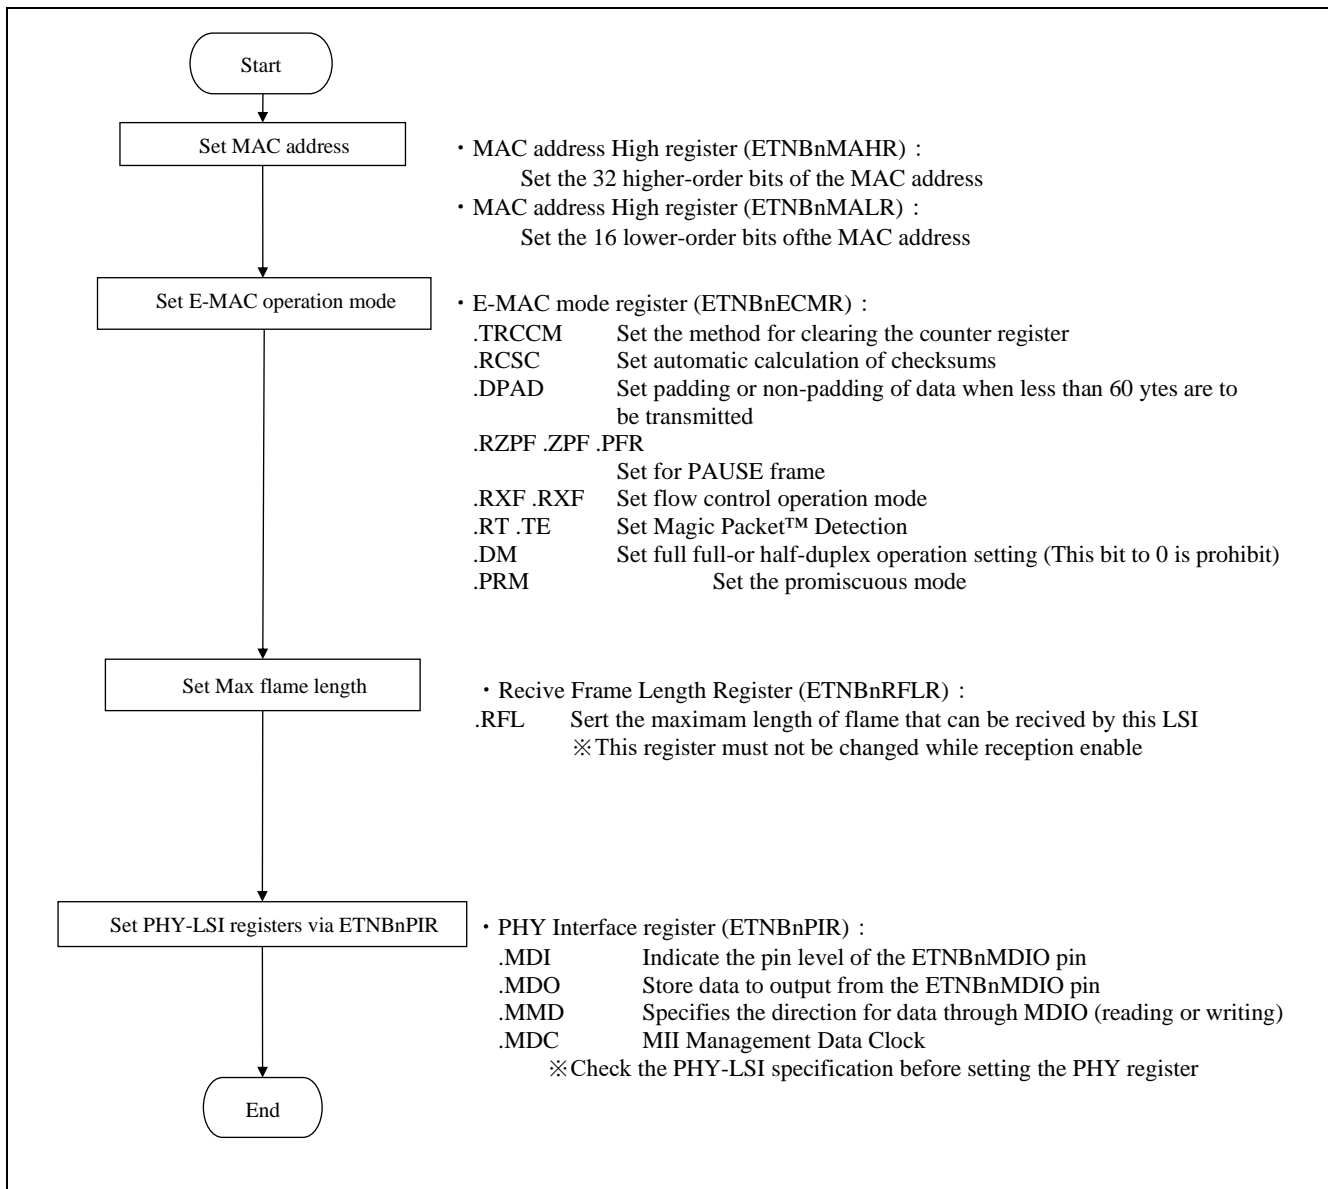 Start
Set MAC address
・MAC address High register (ETNBnMAHR)：
Set the 32 higher-order bits of the MAC address
・MAC address High register (ETNBnMALR)：
Set the 16 lower-order bits ofthe MAC address
Set E-MAC operation mode
・E-MAC mode register (ETNBnECMR)：
.TRCCM Set the method for clearing the counter register
.RCSC Set automatic calculation of checksums
.DPAD Set padding or non-padding of data when less than 60 ytes are to
be transmitted
.RZPF .ZPF .PFR
Set for PAUSE frame
.RXF .RXF Set flow control operation mode
.RT .TE Set Magic Packet™ Detection
.DM Set full full-or half-duplex operation setting (This bit to 0 is prohibit)
.PRM Set the promiscuous mode
Set Max flame length
・Recive Frame Length Register (ETNBnRFLR)：
.RFL Sert the maximam length of flame that can be recived by this LSI
※This register must not be changed while reception enable
Set PHY-LSI registers via ETNBnPIR
・PHY Interface register (ETNBnPIR)：
.MDI Indicate the pin level of the ETNBnMDIO pin
.MDO Store data to output from the ETNBnMDIO pin
.MMD Specifies the direction for data through MDIO (reading or writing)
.MDC MII Management Data Clock
※Check the PHY-LSI specification before setting the PHY register
End